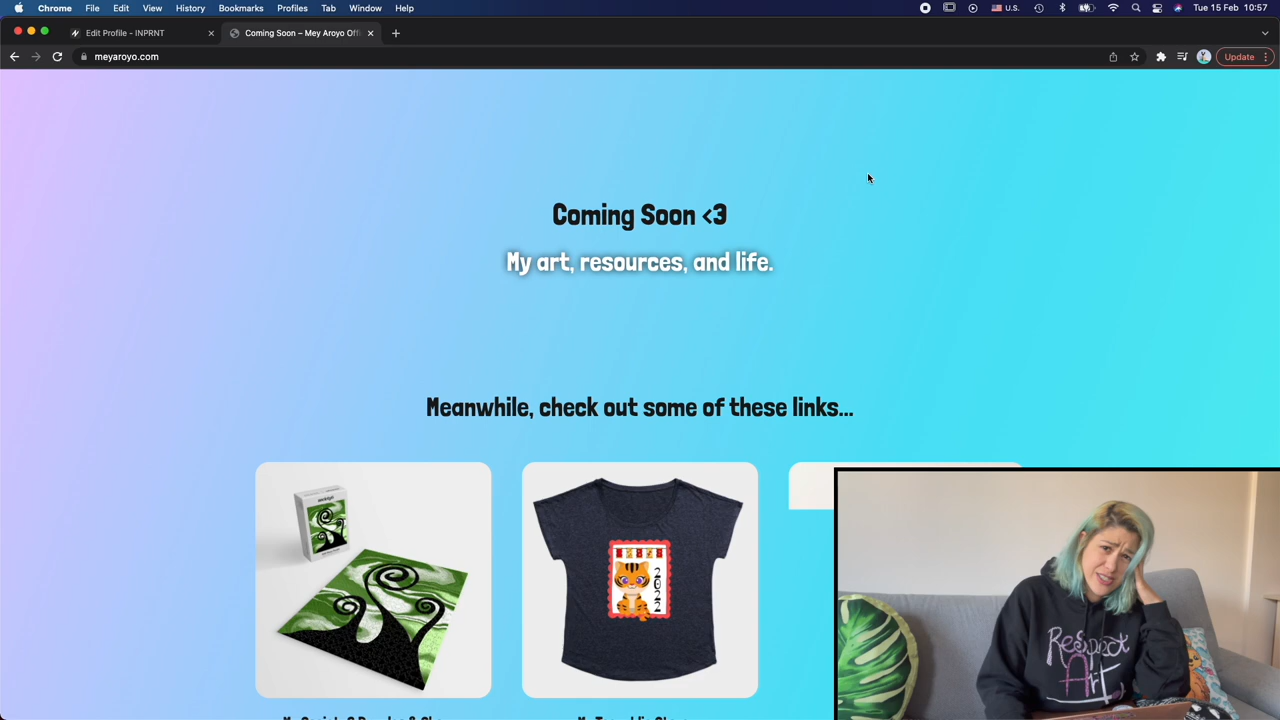 Chrome File Edit View History Bookmarks Profiles Tab Window Help U.S. Tue 15 Feb 10:57
Edit Profile - INPRNT Coming Soon – Mey Aroyo Offi
meyaroyo.com Update
Coming Soon <3
My art, resources, and life.
Meanwhile, check out some of these links...
2022
Respect
Art